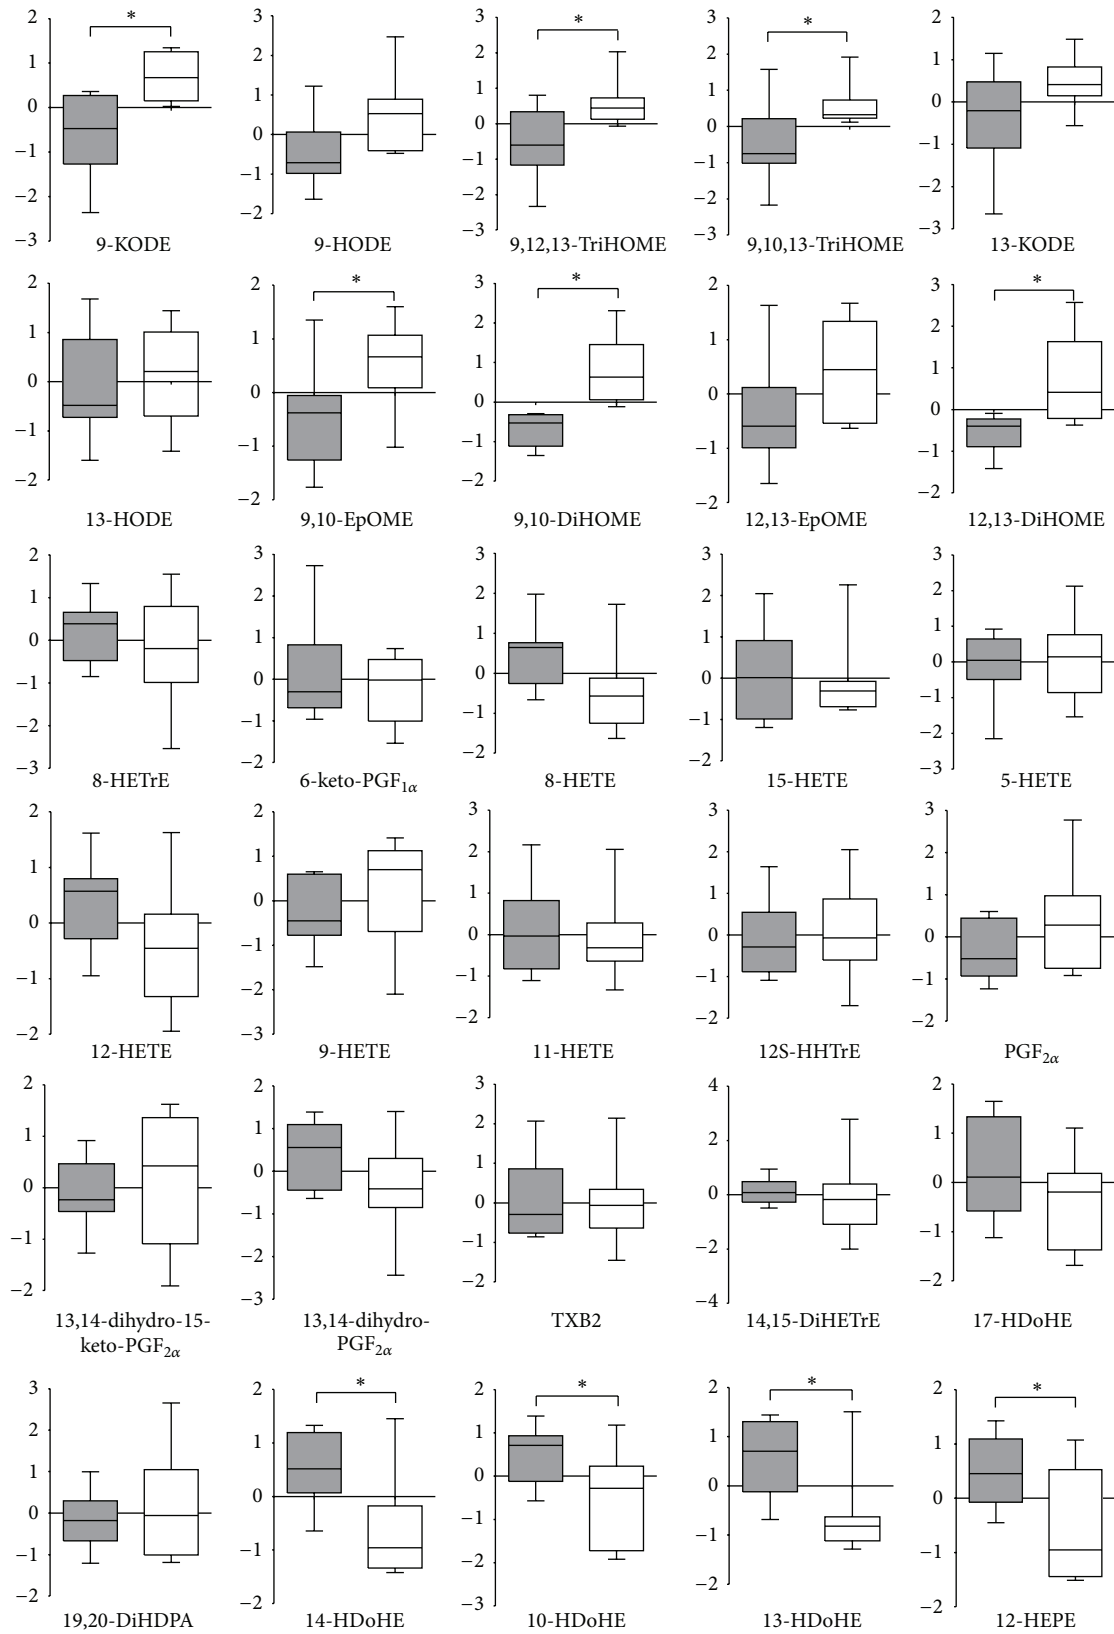 2 1 0 −1 −2 −3 * 9-KODE
3 2 1 0 −1 −2 9-HODE
3 2 1 0 −1 −2 −3 * 9,12,13-TriHOME
3 2 1 0 −1 −2 −3 * 9,10,13-TriHOME
2 1 0 −1 −2 −3 13-KODE
2 1 0 −1 −2 13-HODE
2 1 0 −1 −2 * 9,10-EpOME
3 2 1 0 −1 −2 * 9,10-DiHOME
2 1 0 −1 −2 12,13-EpOME
3 2 1 0 −1 −2 * 12,13-DiHOME
2 1 0 −1 −2 −3 8-HETrE
3 2 1 0 −1 −2 6-keto-PGF1α
3 2 1 0 −1 −2 8-HETE
3 2 1 0 −1 −2 15-HETE
3 2 1 0 −1 −2 −3 5-HETE
2 1 0 −1 −2 12-HETE
2 1 0 −1 −2 −3 9-HETE
3 2 1 0 −1 −2 11-HETE
3 2 1 0 −1 −2 12S-HHTrE
3 2 1 0 −1 −2 PGF2α
2 1 0 −1 −2 13,14-dihydro-15-
keto-PGF2α
2 1 0 −1 −2 −3 13,14-dihydro-
PGF2α
3 2 1 0 −1 −2 TXB2
4 2 0 −2 −4 14,15-DiHETrE
2 1 0 −1 −2 17-HDoHE
3 2 1 0 −1 −2 19,20-DiHDPA
2 1 0 −1 −2 * 14-HDoHE
2 1 0 −1 −2 −3 * 10-HDoHE
2 1 0 −1 −2 * 13-HDoHE
2 1 0 −1 −2 * 12-HEPE